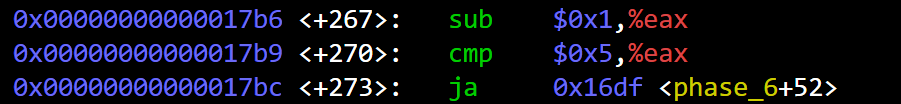 0x00000000000017b6 <+267>: sub $0x1,%eax
0x00000000000017b9 <+270>: cmp $0x5,%eax
0x00000000000017bc <+273>: ja 0x16df <phase_6+52>